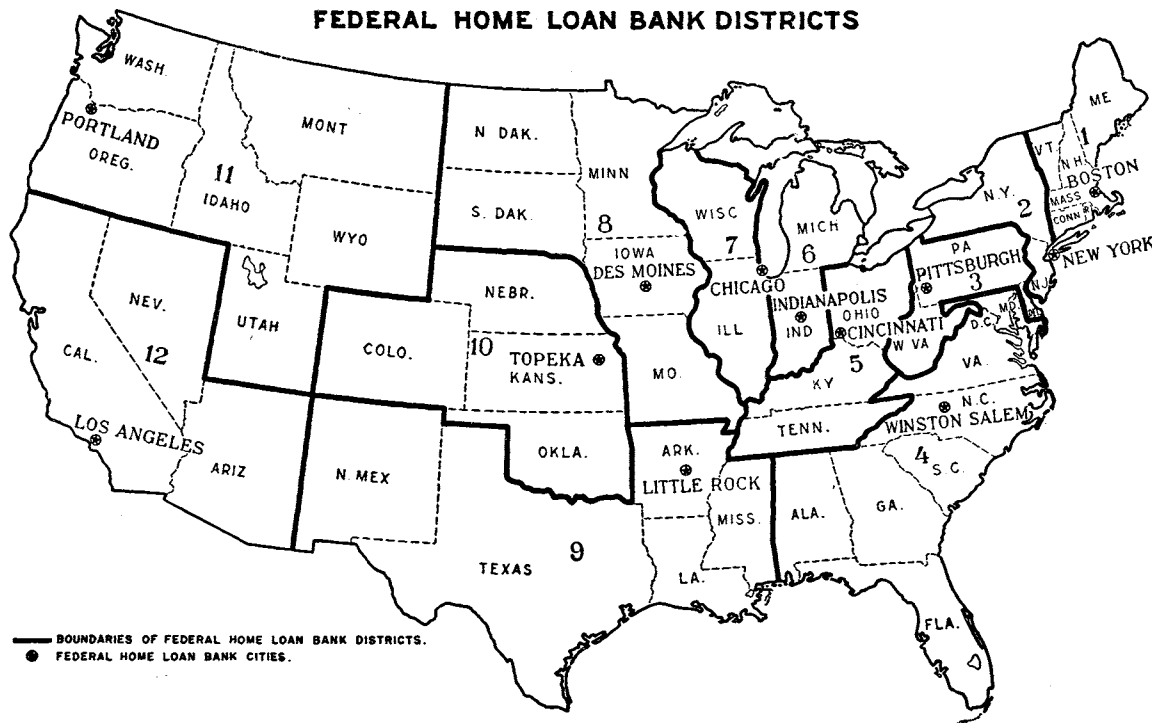 FEDERAL HOME LOAN BANK DISTRICTS
WASH.
PORTLAND
OREG.
MONT
11
IDAHO
WYO
N DAK.
S. DAK.
MINN
8
IOWA
DES MOINES
WISC
7
MICH
6
CHICAGO
ILL
INDIANAPOLIS
IND
OHIO
CINCINNATI
5
W VA
KY
N.Y.
2
PA
PITTSBURGH
3
VT.
N.H.
ME
1
BOSTON
MASS
CONN
NEW YORK
N.J.
MD.
D.C.
VA.
N.C.
WINSTON SALEM
4
S.C.
TENN.
NEV.
UTAH
CAL.
12
COLO.
NEBR.
10
TOPEKA
KANS.
MO.
LOS ANGELES
ARIZ
N. MEX
OKLA.
ARK.
LITTLE ROCK
MISS.
ALA.
GA.
TEXAS
9
LA.
FLA.
BOUNDARIES OF FEDERAL HOME LOAN BANK DISTRICTS.
FEDERAL HOME LOAN BANK CITIES.